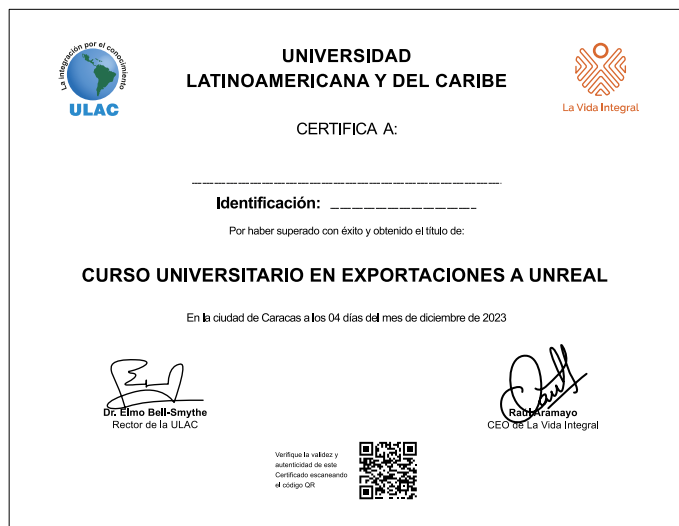 La integración por el conocimiento
ULAC
UNIVERSIDAD
LATINOAMERICANA Y DEL CARIBE
La Vida Integral
CERTIFICA A:
Identificación:
Por haber superado con éxito y obtenido el título de:
CURSO UNIVERSITARIO EN EXPORTACIONES A UNREAL
En la ciudad de Caracas a los 04 días del mes de diciembre de 2023
Dr. Elmo Bell-Smythe
Rector de la ULAC
Raúl Aramayo
CEO de La Vida Integral
Verifique la validez y
autenticidad de este
Certificado escaneando
el código QR